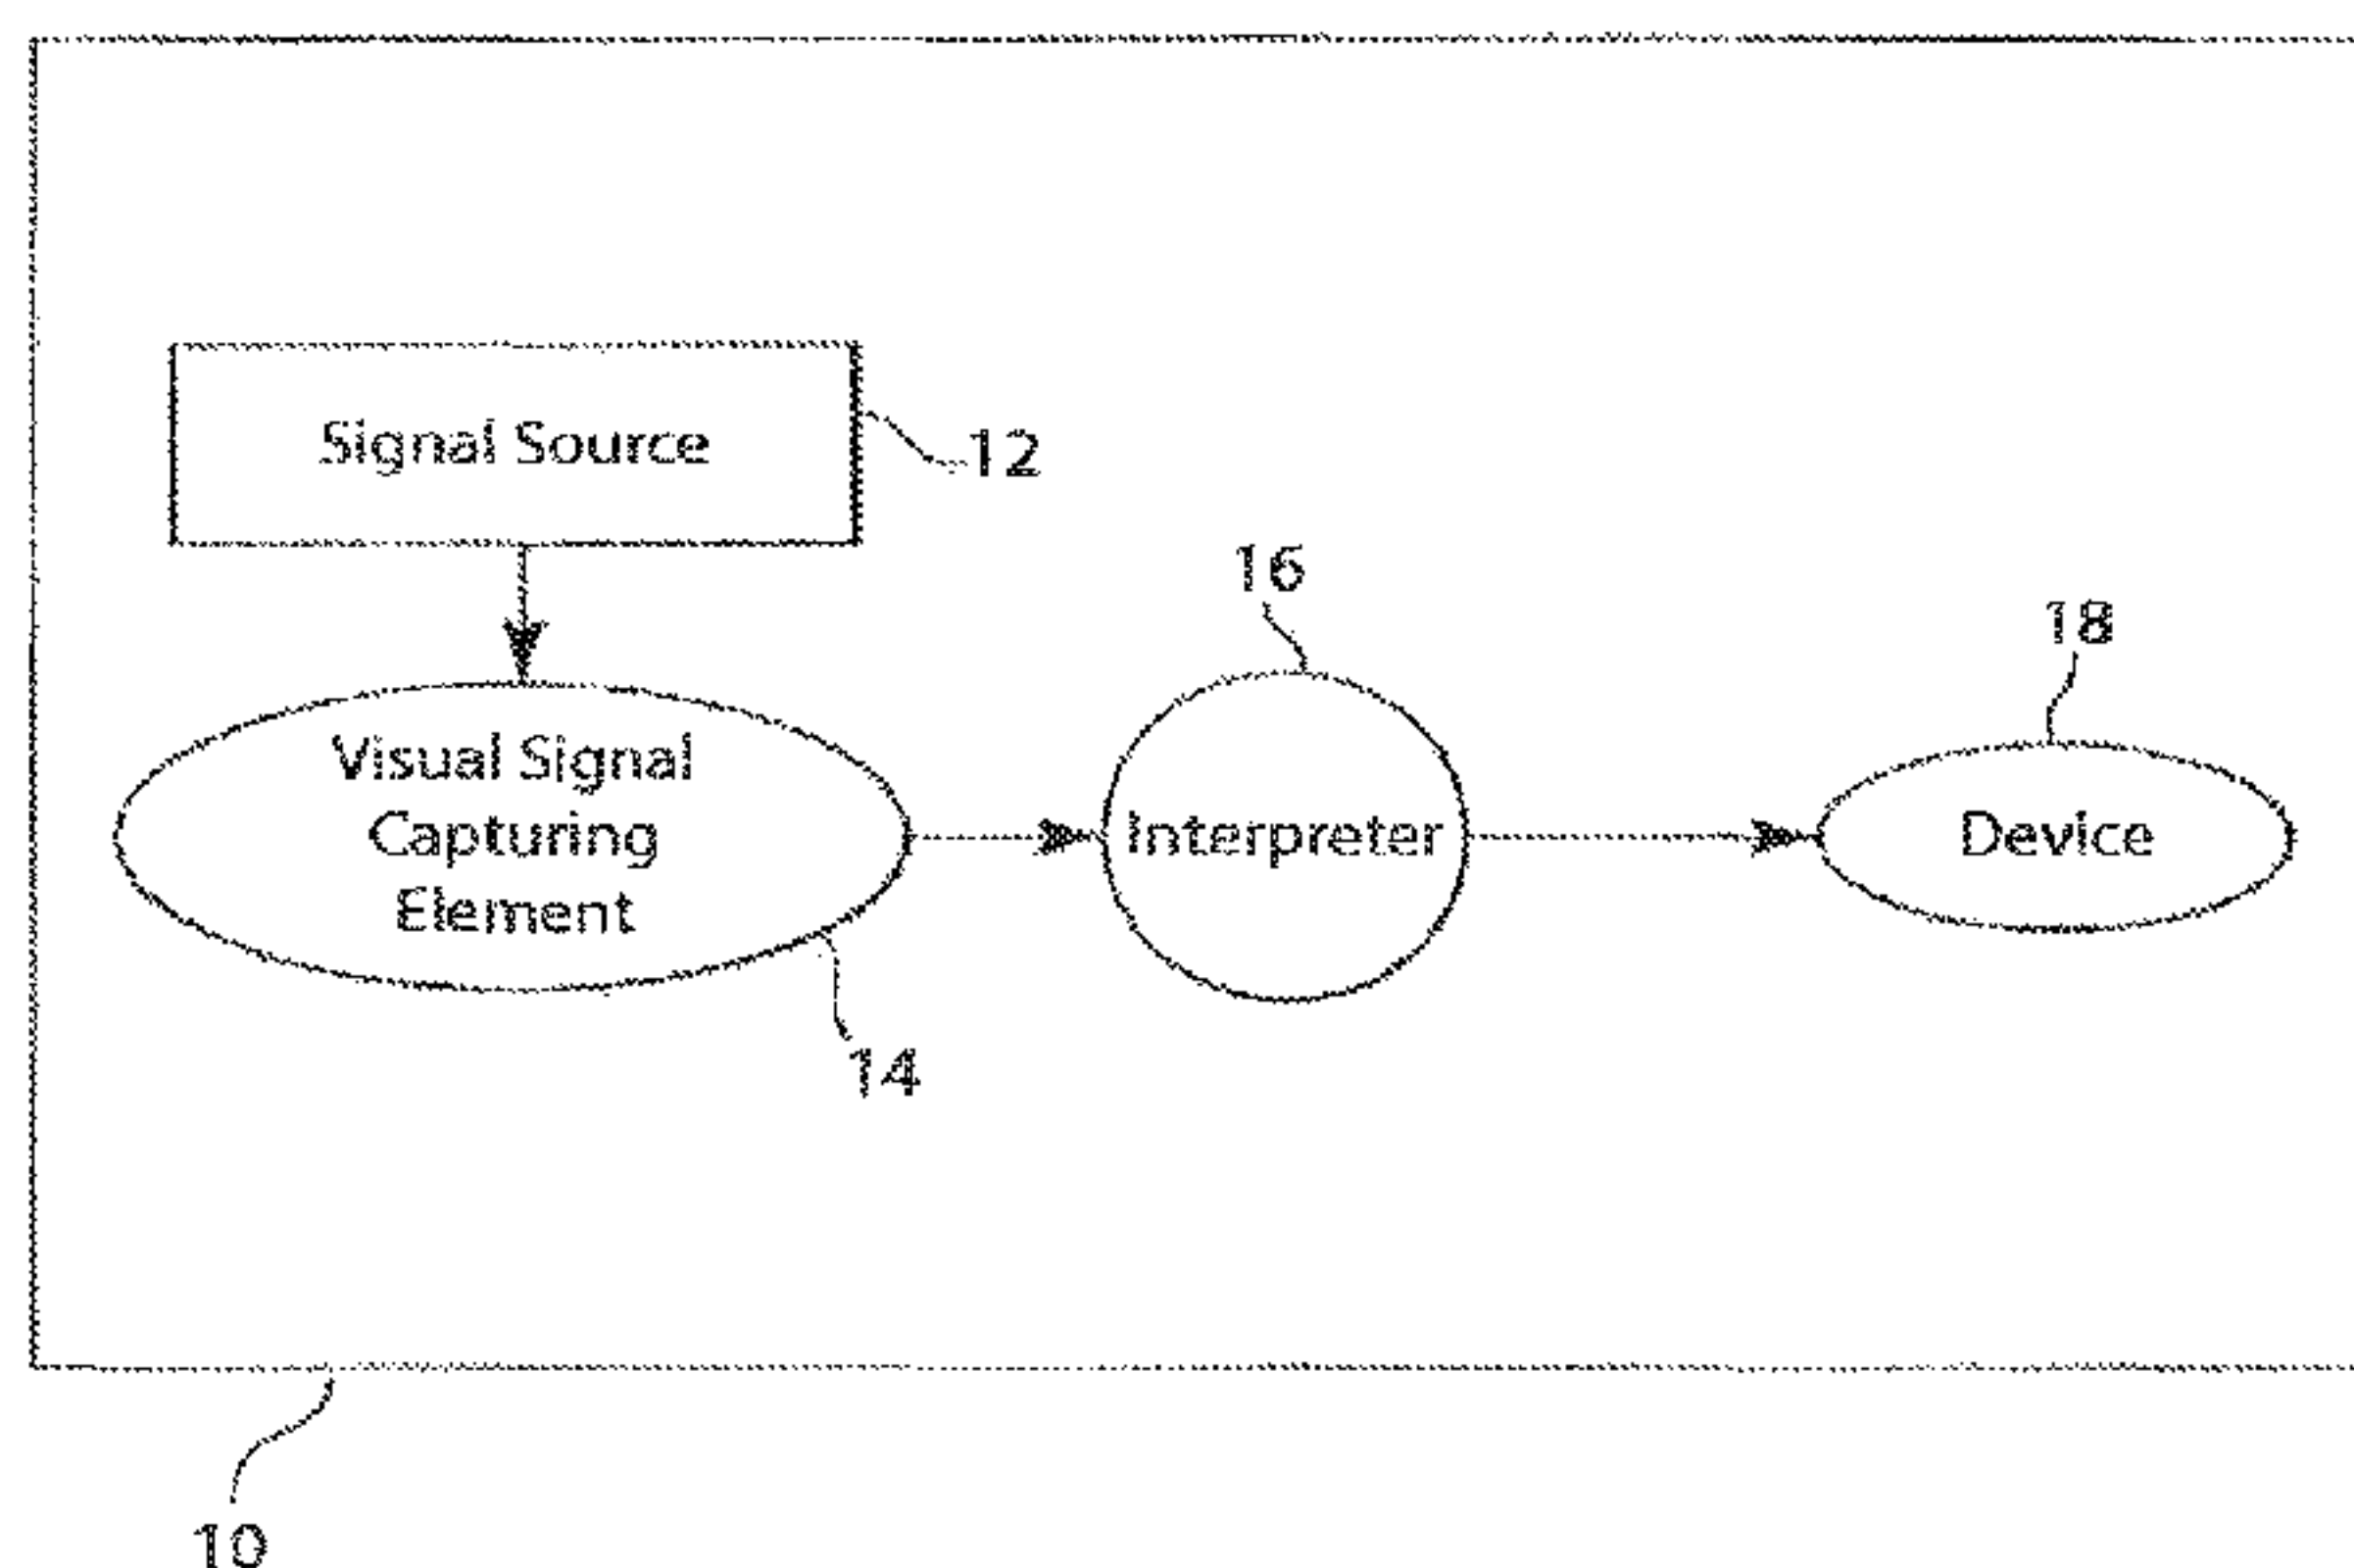 Signal Source
12
16
18
Visual Signal
Capturing
Element
Interpreter
Device
14
10